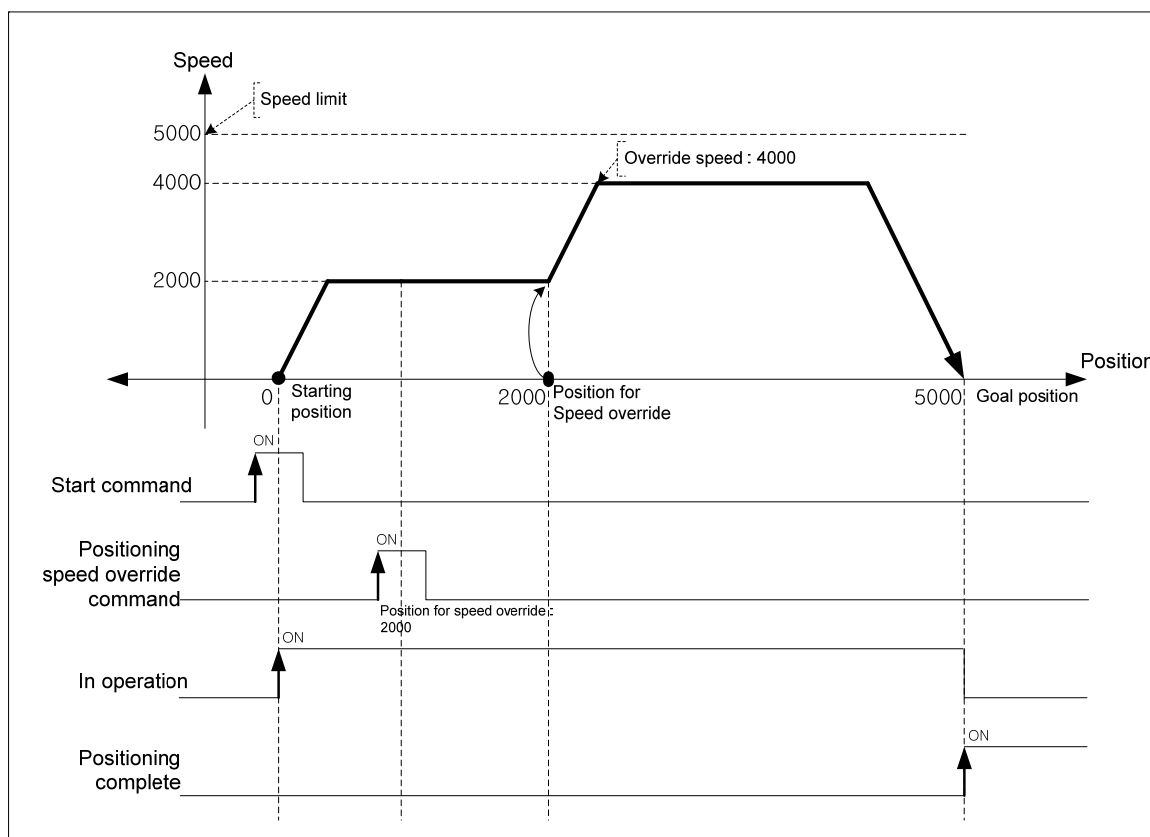 Speed
Speed limit
5000
Override speed : 4000
4000
2000
Position
0
Starting
position
2000
Position for
Speed override
5000
Goal position
ON
Start command
ON
Positioning
speed override
command
Position for speed override :
2000
ON
In operation
ON
Positioning
complete